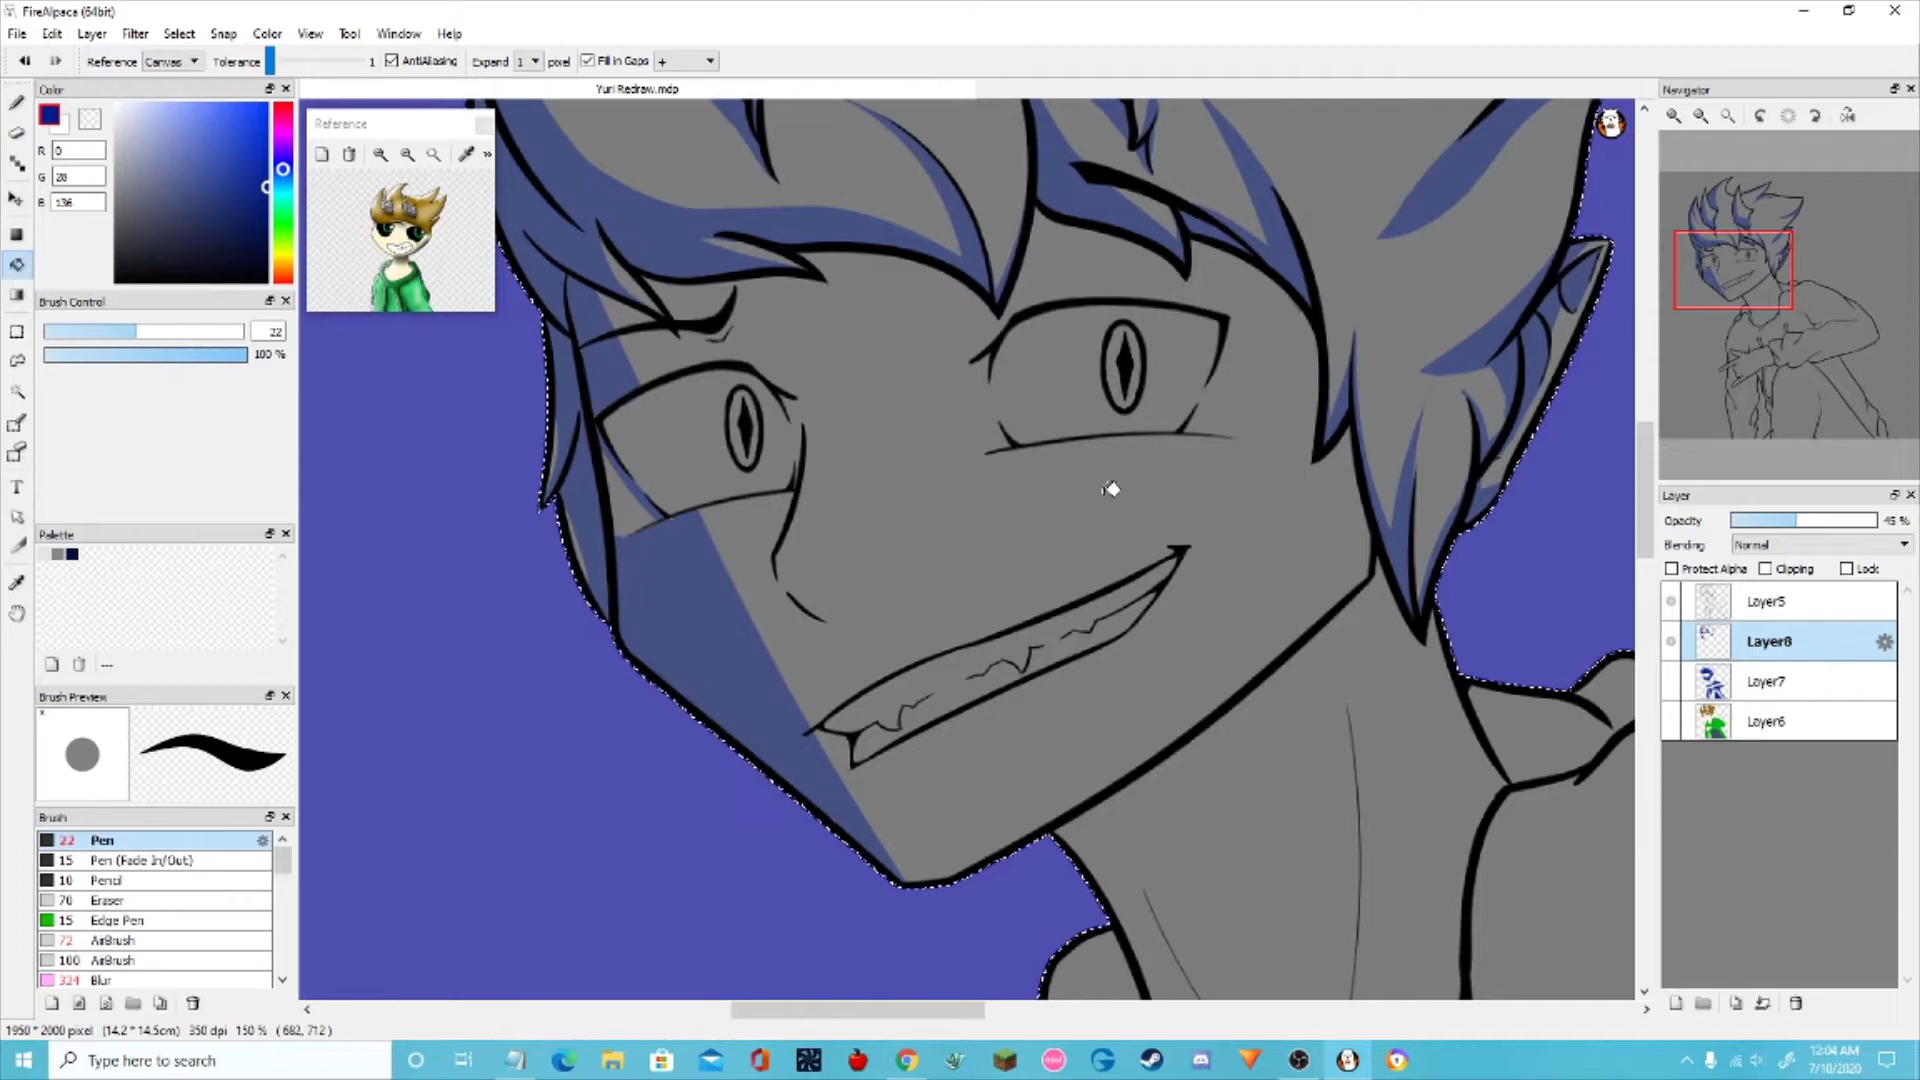 FireAlpaca (64bit)
File Edit Layer Filter Select Snap Color View Tool Window Help
Reference Canvas Tolerance 1 AntiAliasing Expand 1 pixel Fill in Gaps +
Color
Yuri Redraw.mdp
Navigator
Reference
R 0
G 28
B 136
Brush Control
22
100 %
Palette
---
Brush Preview
*
Brush
22 Pen
15 Pen (Fade In/Out)
10 Pencil
70 Eraser
15 Edge Pen
72 AirBrush
100 AirBrush
324 Blur
Layer
Opacity 45 %
Blending Normal
Protect Alpha Clipping Lock
Layer5
Layer8
Layer7
Layer6
1950 * 2000 pixel (14.2 * 14.5cm) 350 dpi 150 % ( 682, 712 )
Type here to search
osu!
12:04 AM
7/10/2020